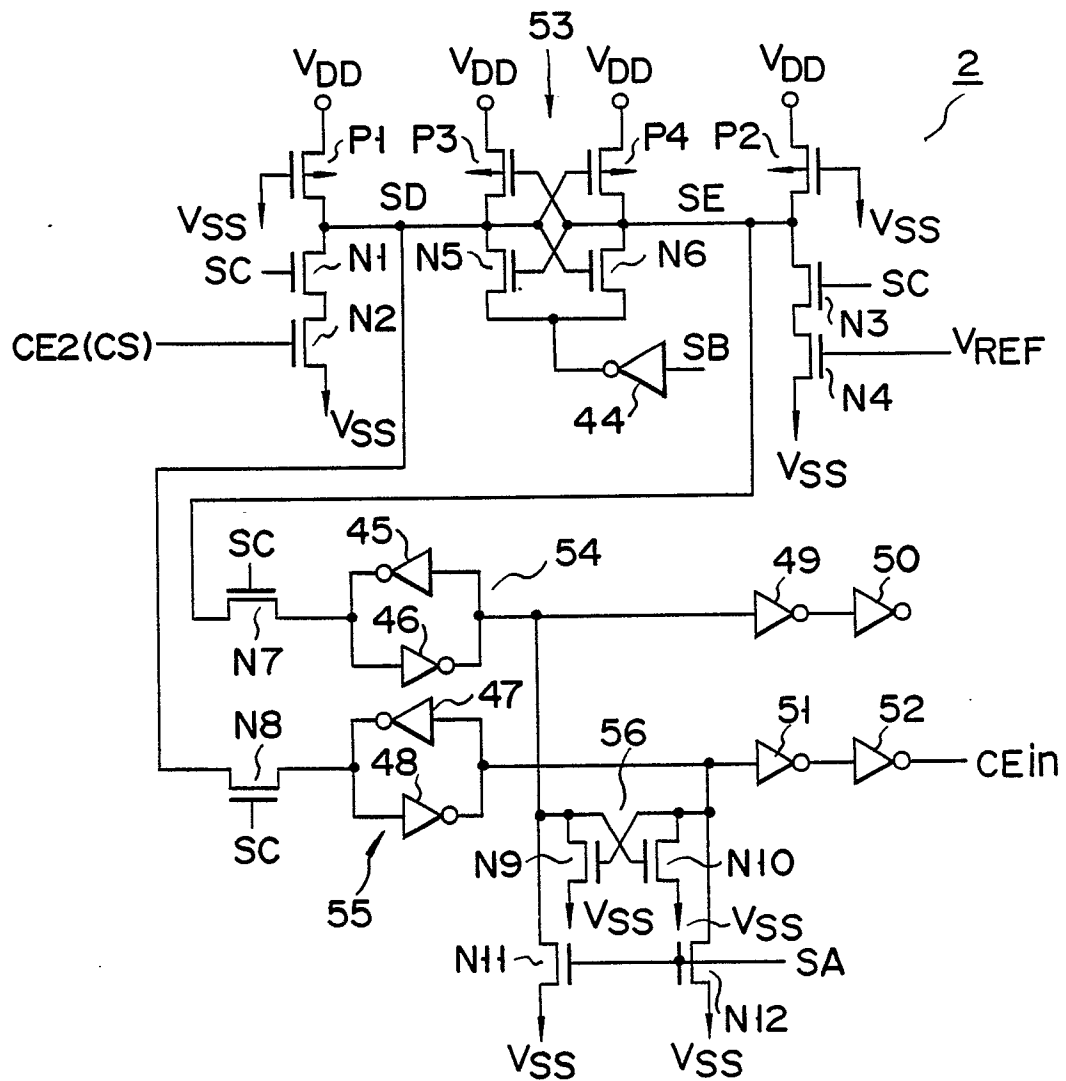 53
2
VDD VDD VDD VDD
P1 P3 P4 P2
SD SE
VSS VSS
SC N1 N5 N6 SC
N2 N3
CE2(CS) SB VREF
44 N4
VSS VSS
SC 45 54 49 50
46
N7
N8 47 51 52
56
48 CEin
SC
N9 N10
55 VSS VSS
N11 SA
N12
VSS VSS